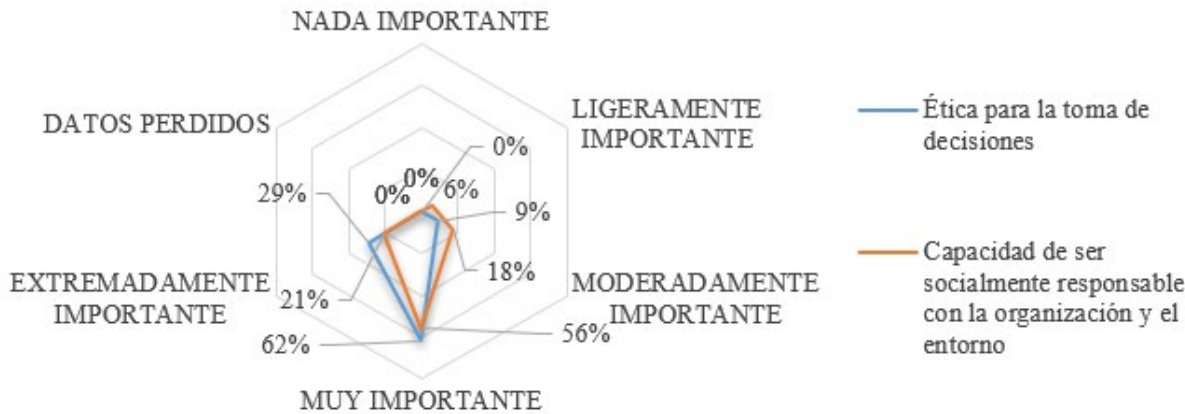 NADA IMPORTANTE
LIGERAMENTE
IMPORTANTE
DATOS PERDIDOS
0%
0%
0%
6%
29%
9%
18%
EXTREMADAMENTE
IMPORTANTE
21%
MODERADAMENTE
IMPORTANTE
62%
56%
MUY IMPORTANTE
Ética para la toma de
decisiones
Capacidad de ser
socialmente responsable
con la organización y el
entorno